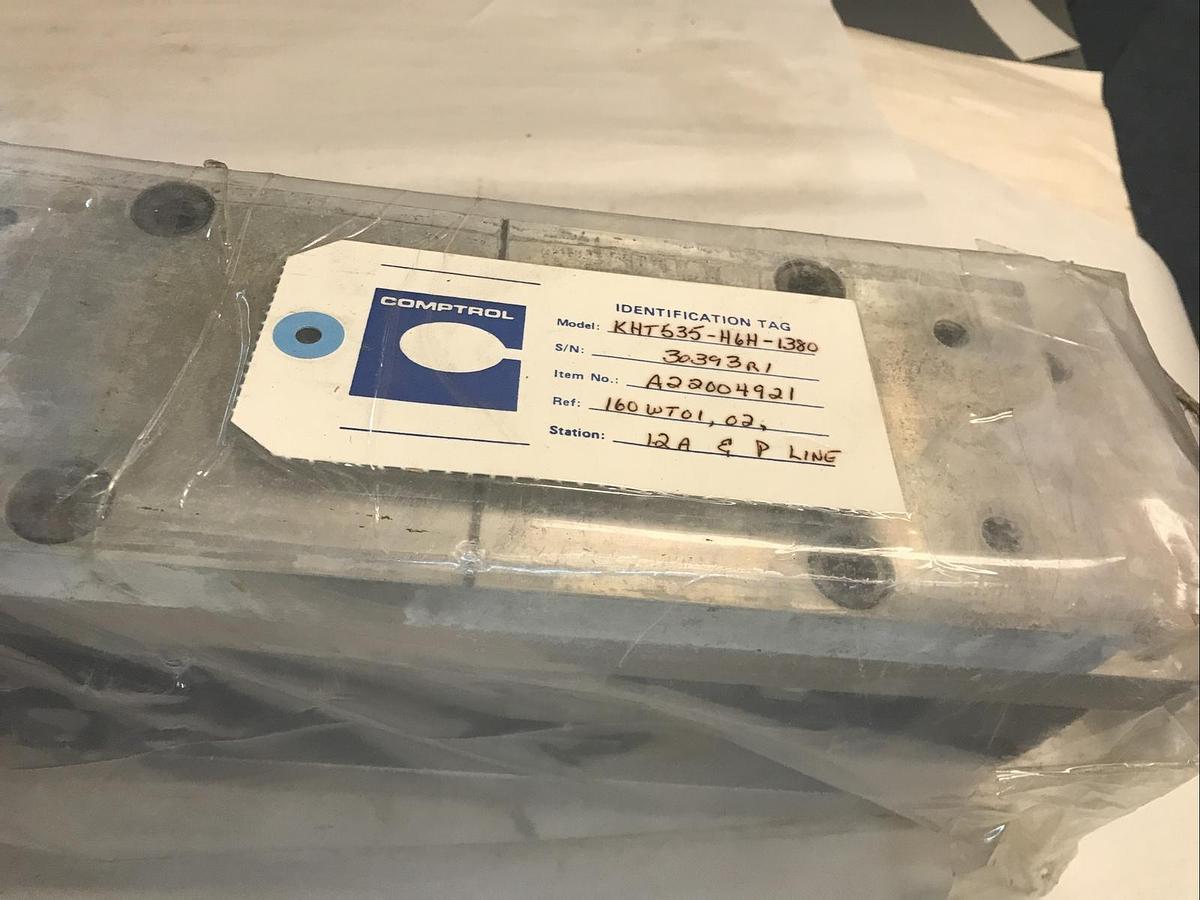 COMPTROL
IDENTIFICATION TAG
Model: KHT635-H6H-1380
S/N: 30393R1
Item No.: A22004921
Ref: 160WT01, 02,
Station: 12A & P LINE